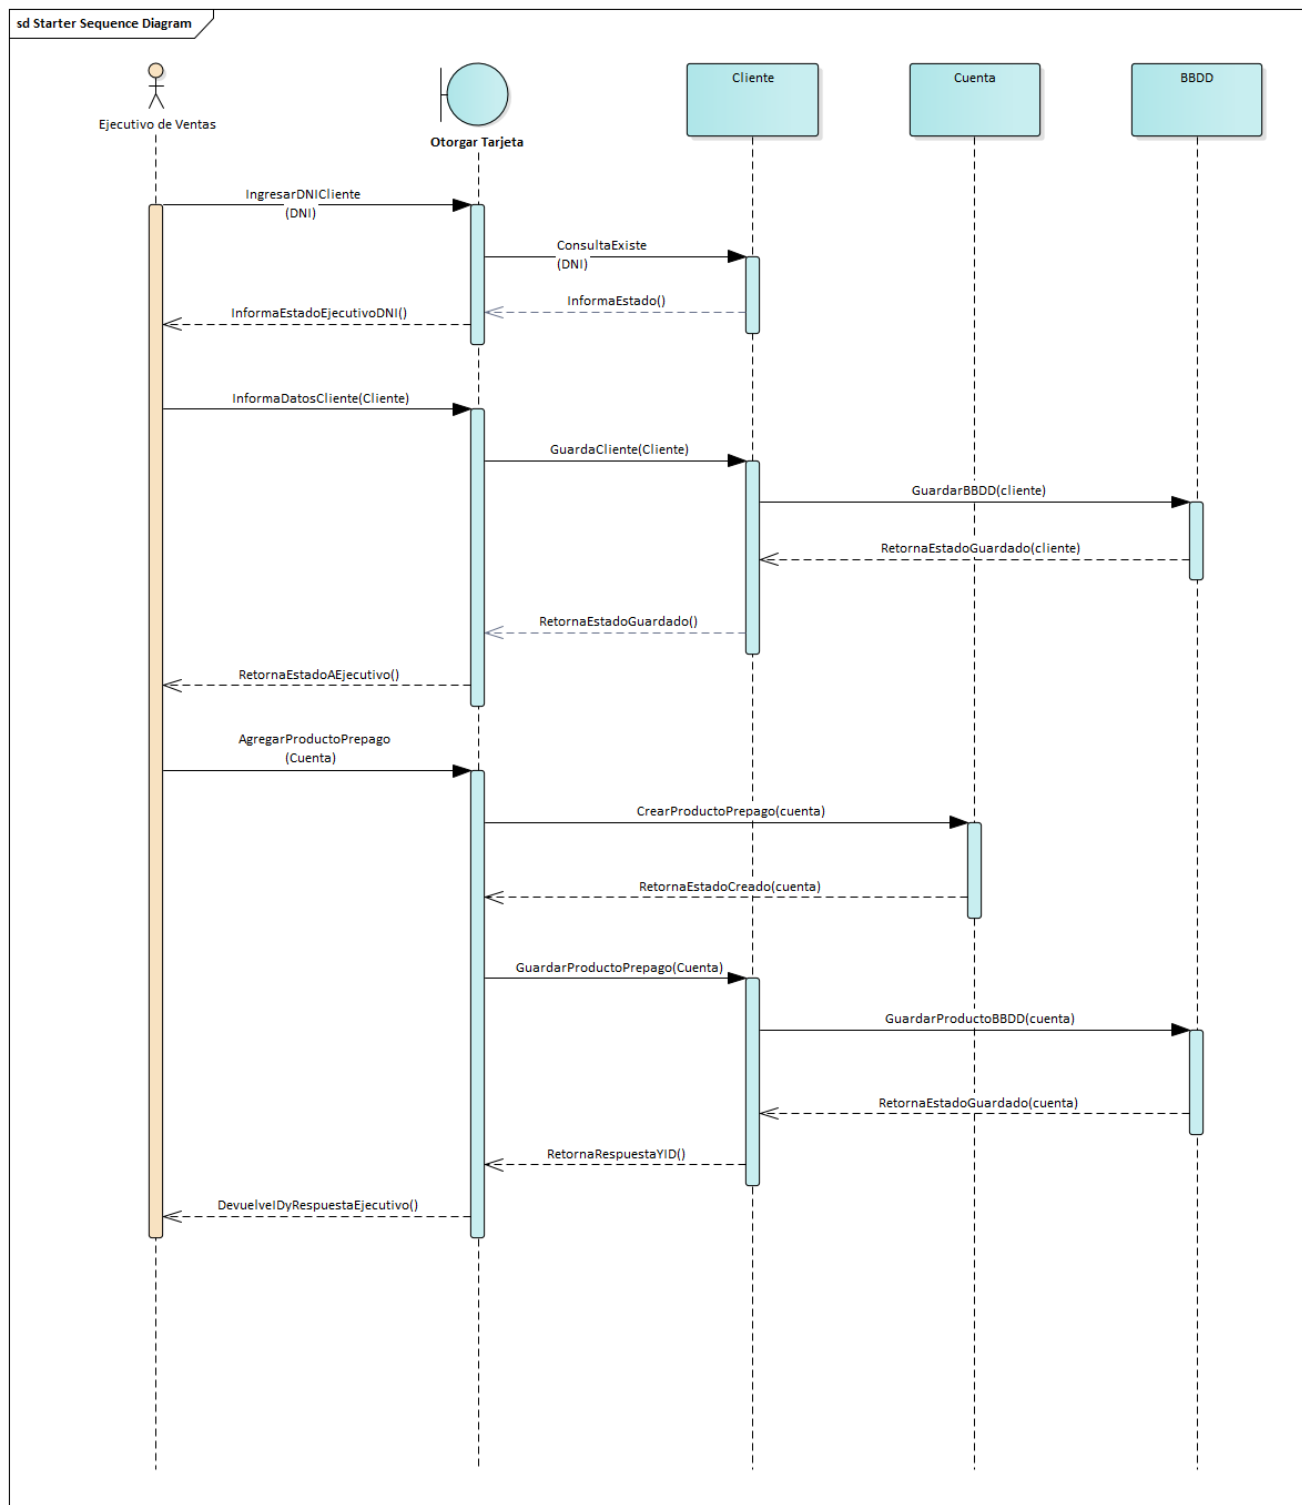 sd Starter Sequence Diagram
Ejecutivo de Ventas
Otorgar Tarjeta
Cliente
Cuenta
BBDD
IngresarDNICliente
(DNI)
ConsultaExiste
(DNI)
InformaEstado()
InformaEstadoEjecutivoDNI()
InformaDatosCliente(Cliente)
GuardaCliente(Cliente)
GuardarBBDD(cliente)
RetornaEstadoGuardado(cliente)
RetornaEstadoGuardado()
RetornaEstadoAEjecutivo()
AgregarProductoPrepago
(Cuenta)
CrearProductoPrepago(cuenta)
RetornaEstadoCreado(cuenta)
GuardarProductoPrepago(Cuenta)
GuardarProductoBBDD(cuenta)
RetornaEstadoGuardado(cuenta)
RetornaRespuestaYID()
DevuelveIDyRespuestaEjecutivo()